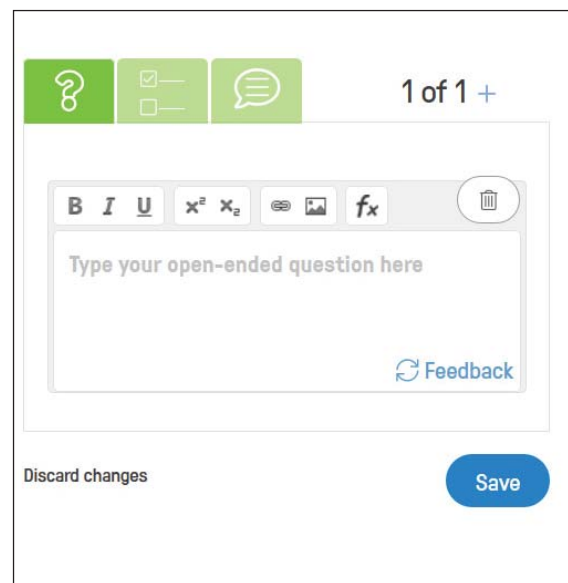 1 of 1 +
B I U x² x₂ fx
Type your open-ended question here
Feedback
Discard changes
Save